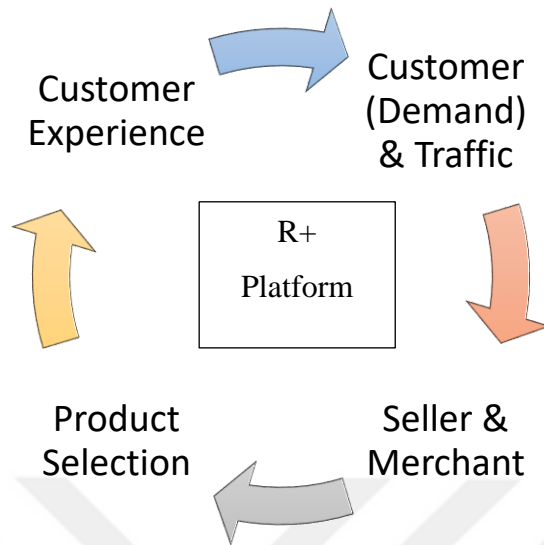 Customer
Experience
Customer
(Demand)
& Traffic
R+
Platform
Product
Selection
Seller &
Merchant